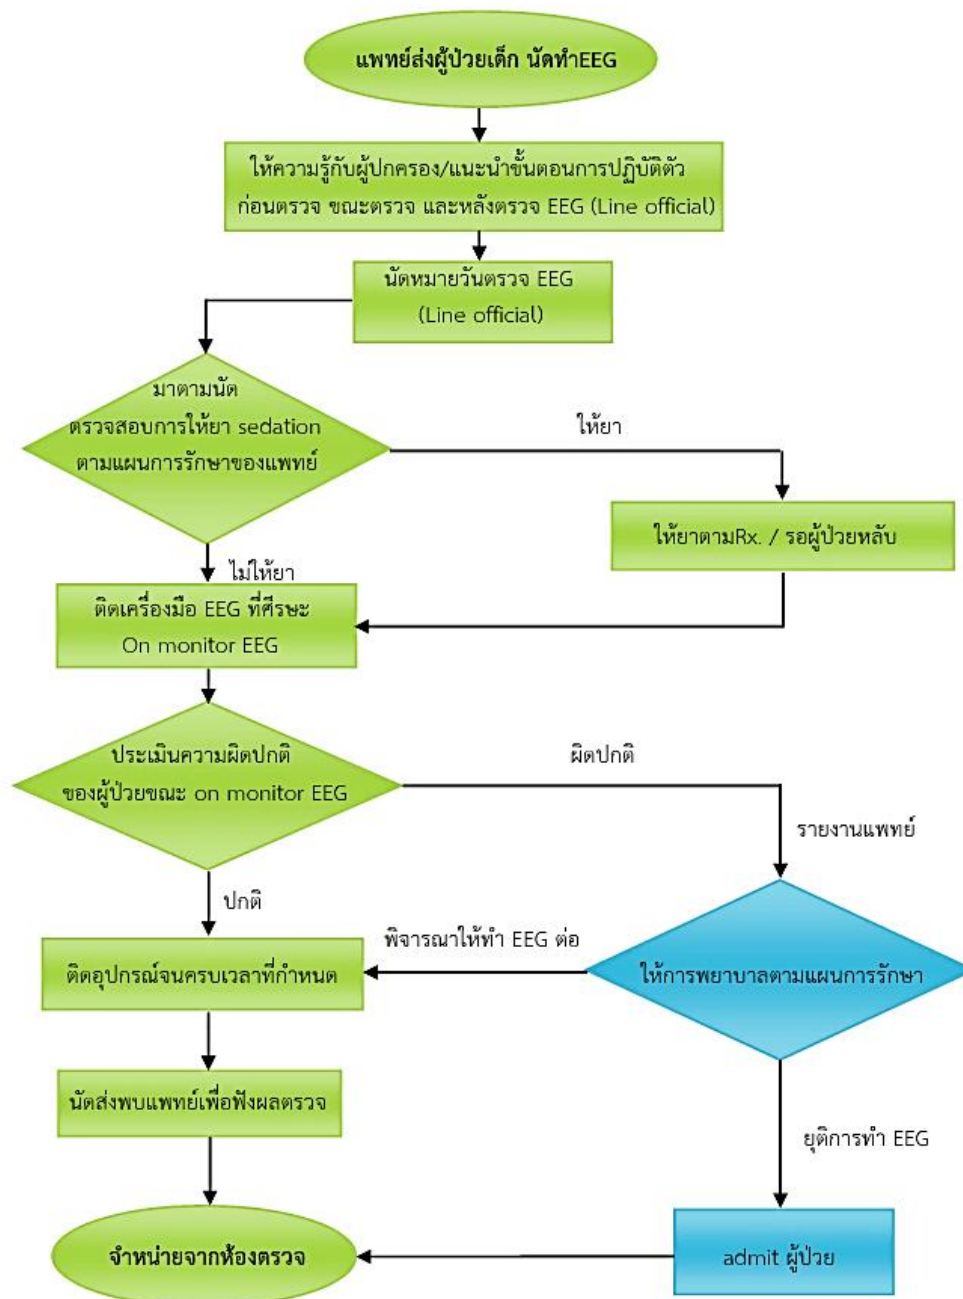 แพทย์ส่งผู้ป่วยเด็ก นัดทำEEG
ให้ความรู้กับผู้ปกครอง/แนะนำขั้นตอนการปฏิบัติตัว
ก่อนตรวจ ขณะตรวจ และหลังตรวจ EEG (Line official)
นัดหมายวันตรวจ EEG
(Line official)
มาตามนัด
ตรวจสอบการให้ยา sedation
ตามแผนการรักษาของแพทย์
ให้ยา
ให้ยาตามRx. / รอผู้ป่วยหลับ
ไม่ให้ยา
ติดเครื่องมือ EEG ที่ศีรษะ
On monitor EEG
ประเมินความผิดปกติ
ของผู้ป่วยขณะ on monitor EEG
ผิดปกติ
รายงานแพทย์
ปกติ
พิจารณาให้ทำ EEG ต่อ
ติดอุปกรณ์จนครบเวลาที่กำหนด
ให้การพยาบาลตามแผนการรักษา
นัดส่งพบแพทย์เพื่อฟังผลตรวจ
ยุติการทำ EEG
จำหน่ายจากห้องตรวจ
admit ผู้ป่วย